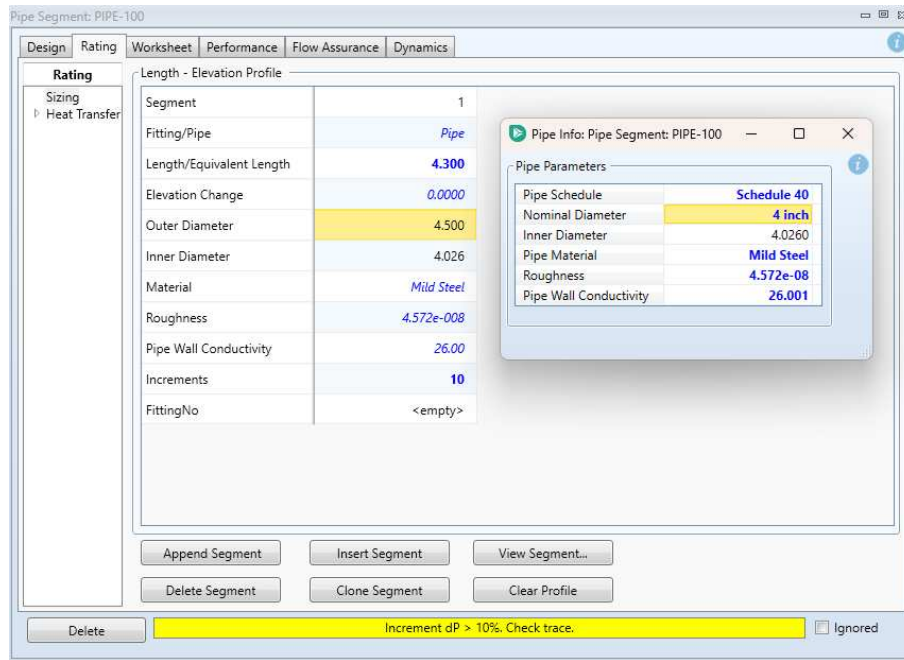 Pipe Segment: PIPE-100
Design Rating Worksheet Performance Flow Assurance Dynamics
Rating
Sizing
Heat Transfer
Length - Elevation Profile
Segment 1
Fitting/Pipe Pipe
Length/Equivalent Length 4.300
Elevation Change 0.0000
Outer Diameter 4.500
Inner Diameter 4.026
Material Mild Steel
Roughness 4.572e-008
Pipe Wall Conductivity 26.00
Increments 10
FittingNo <empty>
Pipe Info: Pipe Segment: PIPE-100
Pipe Parameters
Pipe Schedule Schedule 40
Nominal Diameter 4 inch
Inner Diameter 4.0260
Pipe Material Mild Steel
Roughness 4.572e-08
Pipe Wall Conductivity 26.001
Append Segment Insert Segment View Segment...
Delete Segment Clone Segment Clear Profile
Delete Increment dP > 10%. Check trace. Ignored